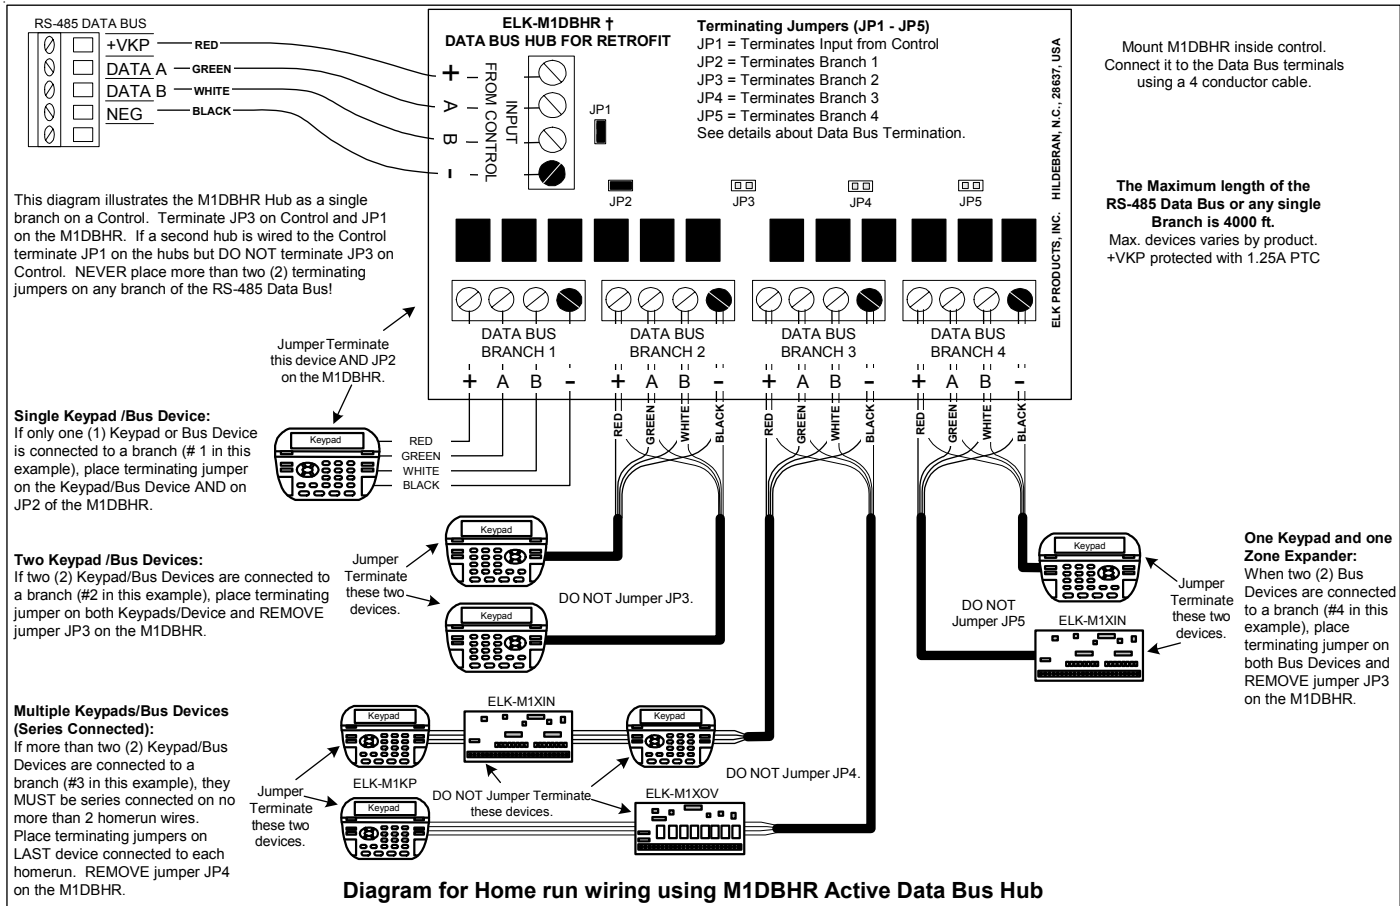 RS-485 DATA BUS
+VKP
DATA A
DATA B
NEG
RED
GREEN
WHITE
BLACK
ELK-M1DBHR †
DATA BUS HUB FOR RETROFIT
+
A
B
-
FROM CONTROL
INPUT
JP1
Terminating Jumpers (JP1 - JP5)
JP1 = Terminates Input from Control
JP2 = Terminates Branch 1
JP3 = Terminates Branch 2
JP4 = Terminates Branch 3
JP5 = Terminates Branch 4
See details about Data Bus Termination.
JP2
JP3
JP4
JP5
ELK PRODUCTS, INC. HILDEBRAN, N.C., 28637, USA
Mount M1DBHR inside control.
Connect it to the Data Bus terminals
using a 4 conductor cable.
The Maximum length of the
RS-485 Data Bus or any single
Branch is 4000 ft.
Max. devices varies by product.
+VKP protected with 1.25A PTC
This diagram illustrates the M1DBHR Hub as a single
branch on a Control. Terminate JP3 on Control and JP1
on the M1DBHR. If a second hub is wired to the Control
terminate JP1 on the hubs but DO NOT terminate JP3 on
Control. NEVER place more than two (2) terminating
jumpers on any branch of the RS-485 Data Bus!
DATA BUS
BRANCH 1
+ A B -
DATA BUS
BRANCH 2
+ A B -
DATA BUS
BRANCH 3
+ A B -
DATA BUS
BRANCH 4
+ A B -
Jumper Terminate
this device AND JP2
on the M1DBHR.
RED
GREEN
WHITE
BLACK
RED
GREEN
WHITE
BLACK
RED
GREEN
WHITE
BLACK
Single Keypad /Bus Device:
If only one (1) Keypad or Bus Device
is connected to a branch (# 1 in this
example), place terminating jumper
on the Keypad/Bus Device AND on
JP2 of the M1DBHR.
Keypad
RED
GREEN
WHITE
BLACK
Two Keypad /Bus Devices:
If two (2) Keypad/Bus Devices are connected to
a branch (#2 in this example), place terminating
jumper on both Keypads/Device and REMOVE
jumper JP3 on the M1DBHR.
Jumper
Terminate
these two
devices.
Keypad
Keypad
DO NOT Jumper JP3.
DO NOT
Jumper JP5
Keypad
ELK-M1XIN
Jumper
Terminate
these two
devices.
One Keypad and one
Zone Expander:
When two (2) Bus
Devices are connected
to a branch (#4 in this
example), place
terminating jumper on
both Bus Devices and
REMOVE jumper JP3
on the M1DBHR.
Multiple Keypads/Bus Devices
(Series Connected):
If more than two (2) Keypad/Bus
Devices are connected to a
branch (#3 in this example), they
MUST be series connected on no
more than 2 homerun wires.
Place terminating jumpers on
LAST device connected to each
homerun. REMOVE jumper JP4
on the M1DBHR.
Jumper
Terminate
these two
devices.
Keypad
ELK-M1XIN
Keypad
ELK-M1KP
Keypad
DO NOT Jumper Terminate
these devices.
ELK-M1XOV
DO NOT Jumper JP4.
Diagram for Home run wiring using M1DBHR Active Data Bus Hub